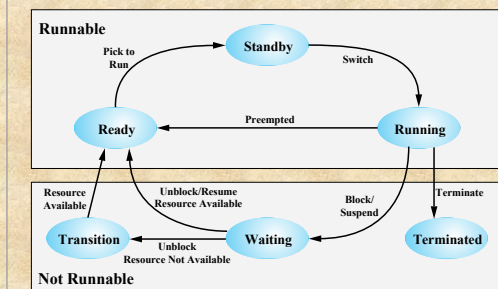 Runnable
Standby
Pick to
Run
Switch
Ready
Preempted
Running
Resource
Available
Unblock/Resume
Resource Available
Block/
Suspend
Terminate
Transition
Unblock
Resource Not Available
Waiting
Terminated
Not Runnable